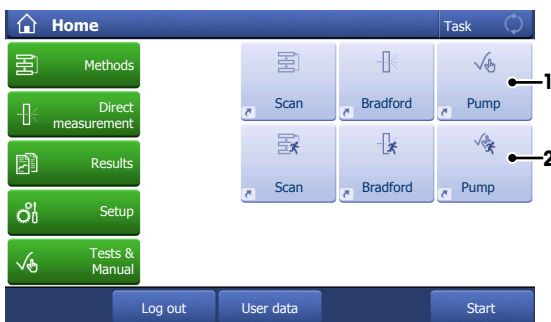 Home
Task
Methods
Direct
measurement
Results
Setup
Tests &
Manual
Scan
Bradford
Pump
1
Scan
Bradford
Pump
2
Log out
User data
Start